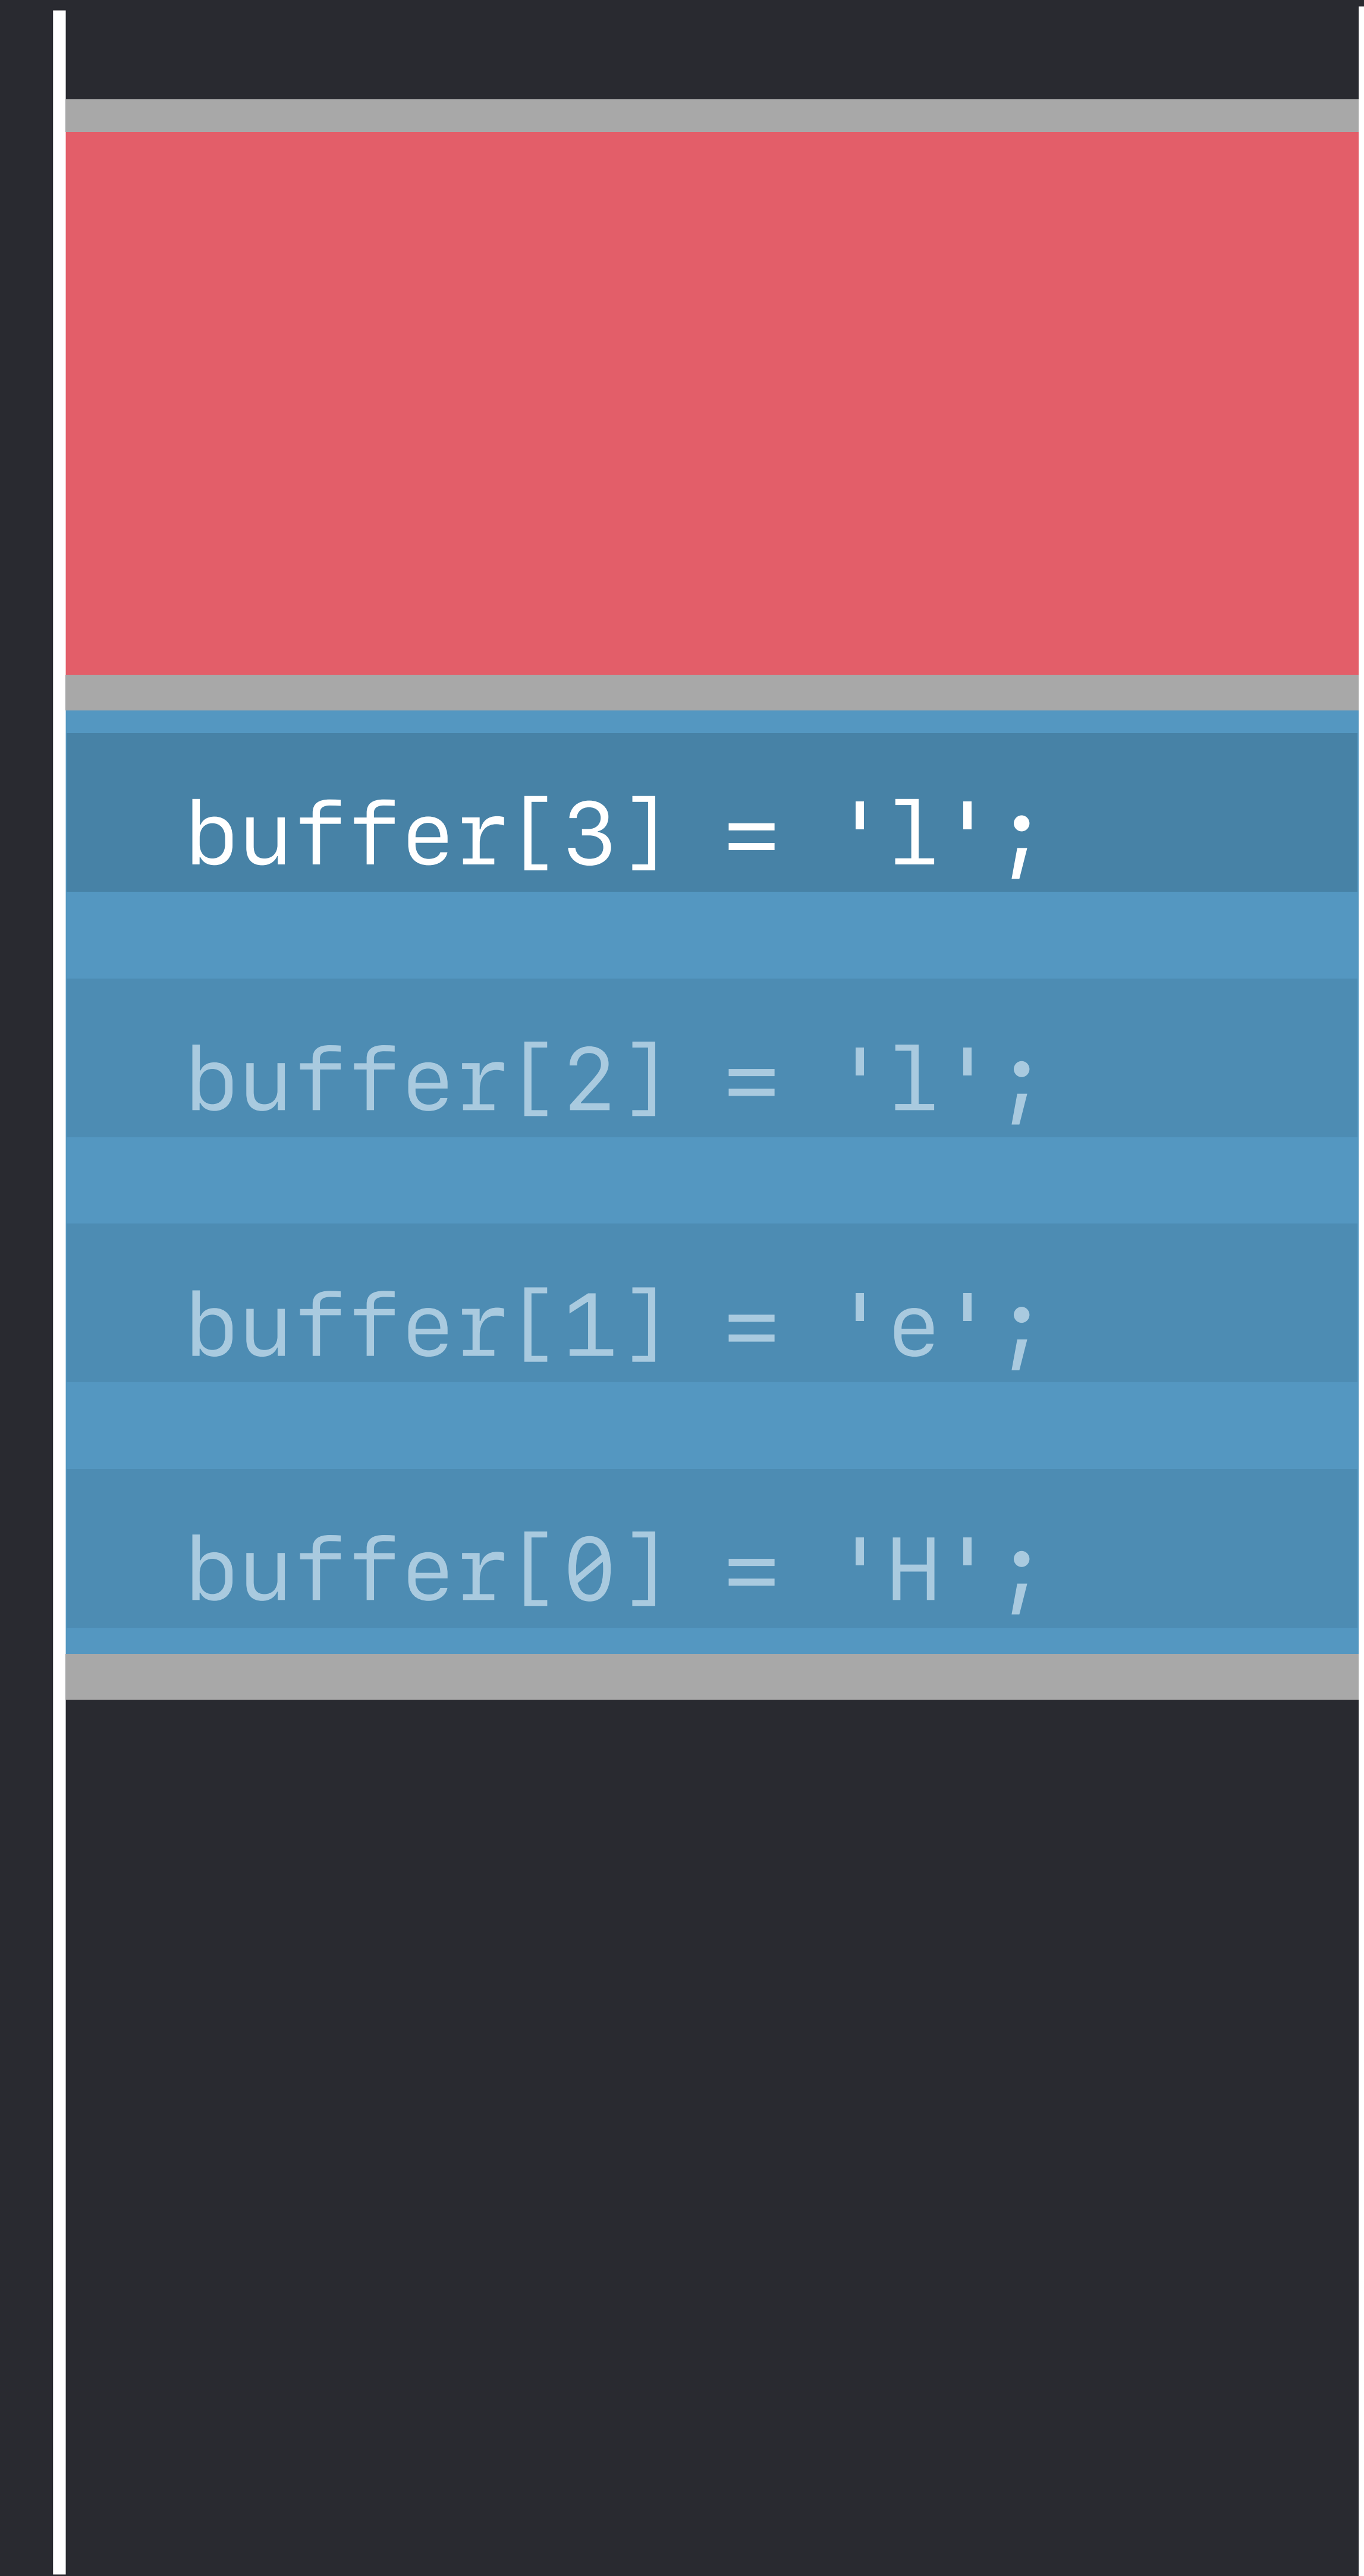 buffer[3] = 'l';
buffer[2] = 'l';
buffer[1] = 'e';
buffer[0] = 'H';